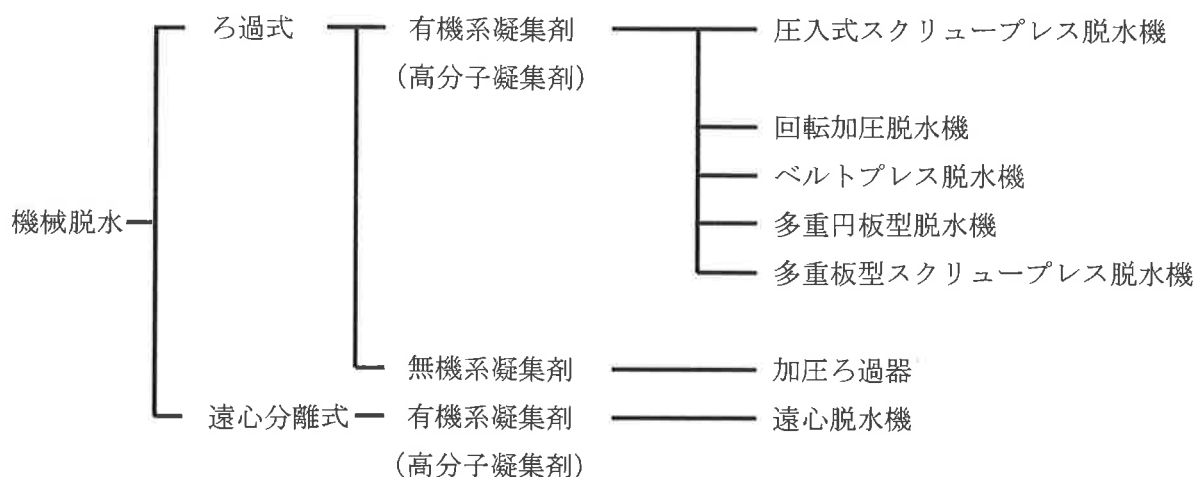 ろ過式 有機系凝集剤 圧入式スクリュープレス脱水機
(高分子凝集剤)
回転加圧脱水機
ベルトプレス脱水機
機械脱水 多重円板型脱水機
多重板型スクリュープレス脱水機
無機系凝集剤 加圧ろ過器
遠心分離式 有機系凝集剤 遠心脱水機
(高分子凝集剤)